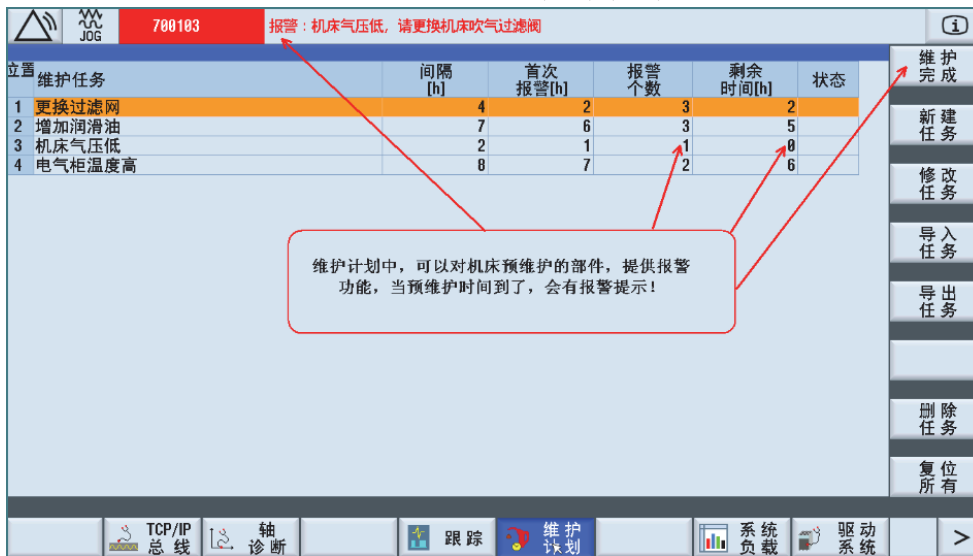 JOG 700103 报警：机床气压低，请更换机床吹气过滤阀
位置 维护任务 间隔[h] 首次报警[h] 报警个数 剩余时间[h] 状态
1 更换过滤网 4 2 3 2
2 增加润滑油 7 6 3 5
3 机床气压低 2 1 1 0
4 电气柜温度高 8 7 2 6
维护计划中，可以对机床预维护的部件，提供报警
功能，当预维护时间到了，会有报警提示！
维护
完成
新建
任务
修改
任务
导入
任务
导出
任务
删除
任务
复位
所有
TCP/IP
总线
轴
诊断
跟踪
维护
计划
系统
负载
驱动
系统
>